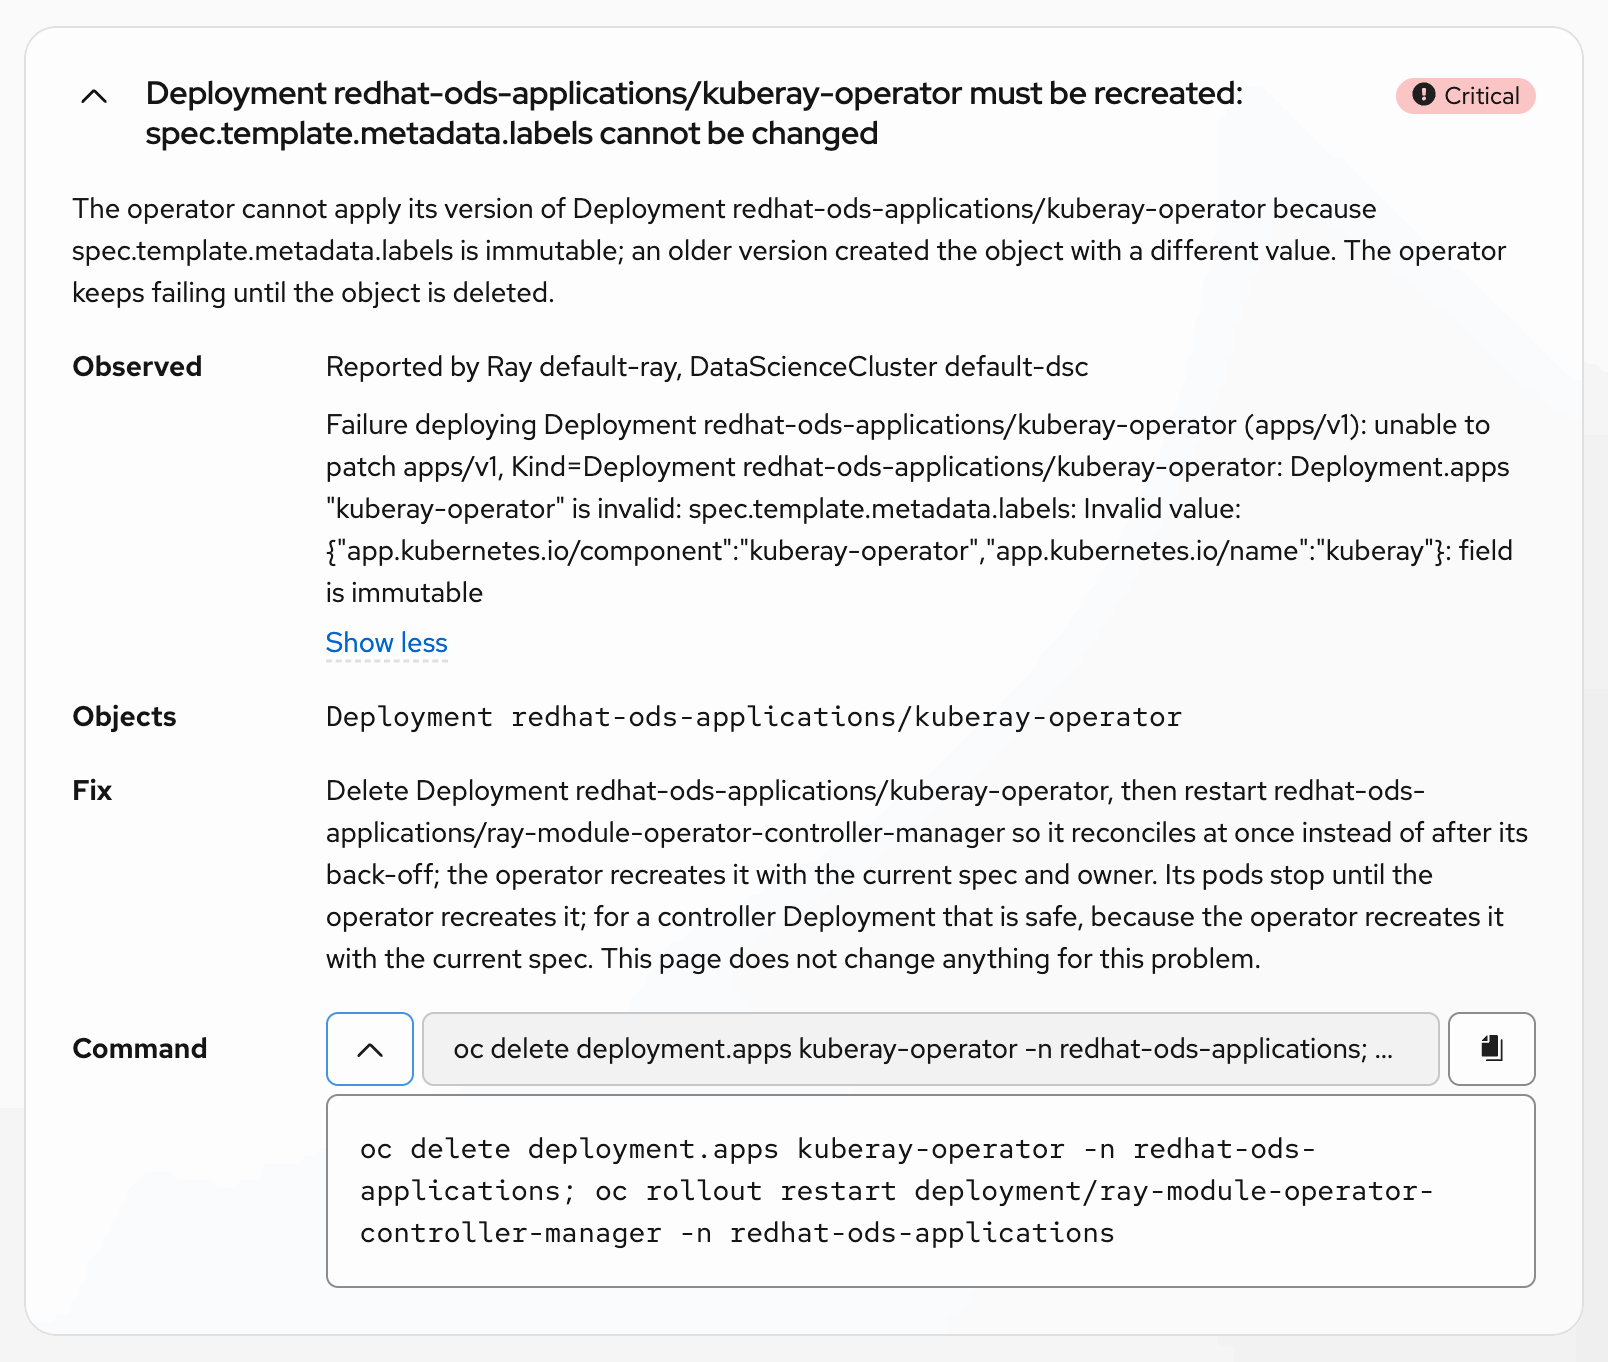 Deployment redhat-ods-applications/kuberay-operator must be recreated:
spec.template.metadata.labels cannot be changed
Critical
The operator cannot apply its version of Deployment redhat-ods-applications/kuberay-operator because
spec.template.metadata.labels is immutable; an older version created the object with a different value. The operator
keeps failing until the object is deleted.
Observed
Reported by Ray default-ray, DataScienceCluster default-dsc
Failure deploying Deployment redhat-ods-applications/kuberay-operator (apps/v1): unable to
patch apps/v1, Kind=Deployment redhat-ods-applications/kuberay-operator: Deployment.apps
"kuberay-operator" is invalid: spec.template.metadata.labels: Invalid value:
{"app.kubernetes.io/component":"kuberay-operator","app.kubernetes.io/name":"kuberay"}: field
is immutable
Show less
Objects
Deployment redhat-ods-applications/kuberay-operator
Fix
Delete Deployment redhat-ods-applications/kuberay-operator, then restart redhat-ods-
applications/ray-module-operator-controller-manager so it reconciles at once instead of after its
back-off; the operator recreates it with the current spec and owner. Its pods stop until the
operator recreates it; for a controller Deployment that is safe, because the operator recreates it
with the current spec. This page does not change anything for this problem.
Command
oc delete deployment.apps kuberay-operator -n redhat-ods-applications; ...
oc delete deployment.apps kuberay-operator -n redhat-ods-
applications; oc rollout restart deployment/ray-module-operator-
controller-manager -n redhat-ods-applications